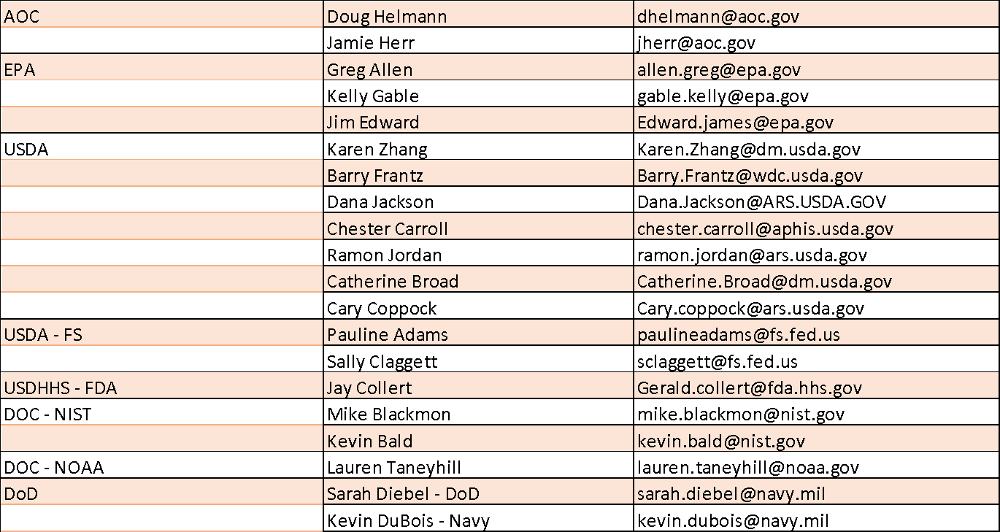 AOC Doug Helmann dhelmann@aoc.gov
Jamie Herr jherr@aoc.gov
EPA Greg Allen allen.greg@epa.gov
Kelly Gable gable.kelly@epa.gov
Jim Edward Edward.james@epa.gov
USDA Karen Zhang Karen.Zhang@dm.usda.gov
Barry Frantz Barry.Frantz@wdc.usda.gov
Dana Jackson Dana.Jackson@ARS.USDA.GOV
Chester Carroll chester.carroll@aphis.usda.gov
Ramon Jordan ramon.jordan@ars.usda.gov
Catherine Broad Catherine.Broad@dm.usda.gov
Cary Coppock Cary.coppock@ars.usda.gov
USDA - FS Pauline Adams paulineadams@fs.fed.us
Sally Claggett sclaggett@fs.fed.us
USDHHS - FDA Jay Collert Gerald.collert@fda.hhs.gov
DOC - NIST Mike Blackmon mike.blackmon@nist.gov
Kevin Bald kevin.bald@nist.gov
DOC - NOAA Lauren Taneyhill lauren.taneyhill@noaa.gov
DoD Sarah Diebel - DoD sarah.diebel@navy.mil
Kevin DuBois - Navy kevin.dubois@navy.mil